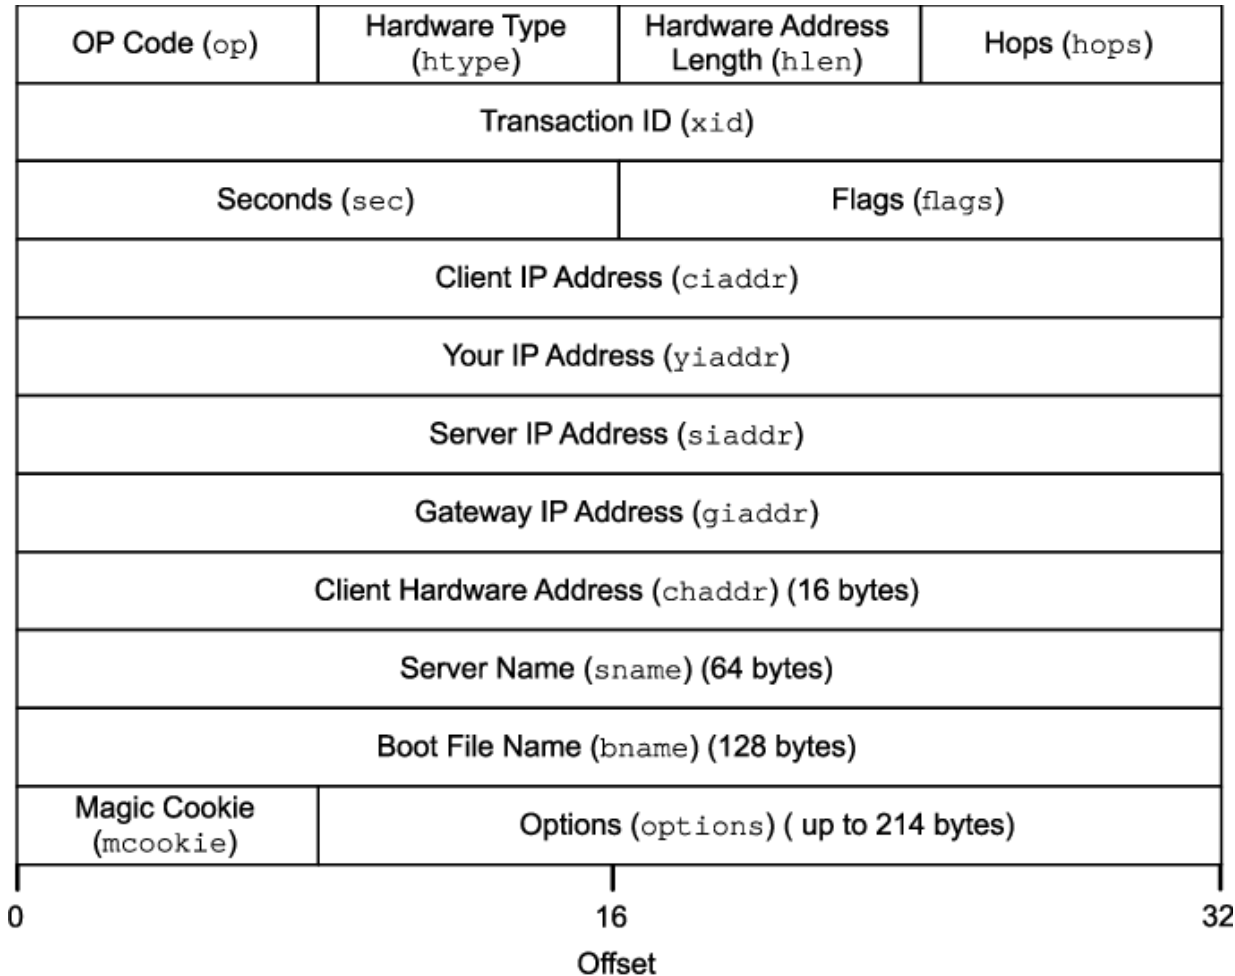 OP Code (op)
Hardware Type
(htype)
Hardware Address
Length (hlen)
Hops (hops)
Transaction ID (xid)
Seconds (sec)
Flags (flags)
Client IP Address (ciaddr)
Your IP Address (yiaddr)
Server IP Address (siaddr)
Gateway IP Address (giaddr)
Client Hardware Address (chaddr) (16 bytes)
Server Name (sname) (64 bytes)
Boot File Name (bname) (128 bytes)
Magic Cookie
(mcookie)
Options (options) ( up to 214 bytes)
0
16
32
Offset